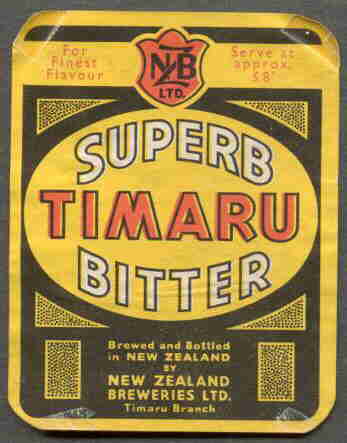 For
Finest
Flavour
NZB
LTD.
Serve at
approx.
58°
SUPERB
TIMARU
BITTER
Brewed and Bottled
in NEW ZEALAND
BY
NEW ZEALAND
BREWERIES LTD.
Timaru Branch